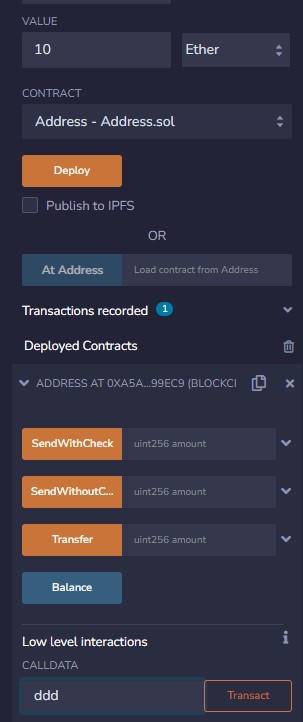 VALUE
10 Ether
CONTRACT
Address - Address.sol
Deploy
Publish to IPFS
OR
At Address Load contract from Address
Transactions recorded 1
Deployed Contracts
ADDRESS AT 0XA5A...99EC9 (BLOCKCI
SendWithCheck uint256 amount
SendWithoutC... uint256 amount
Transfer uint256 amount
Balance
Low level interactions i
CALLDATA
ddd Transact